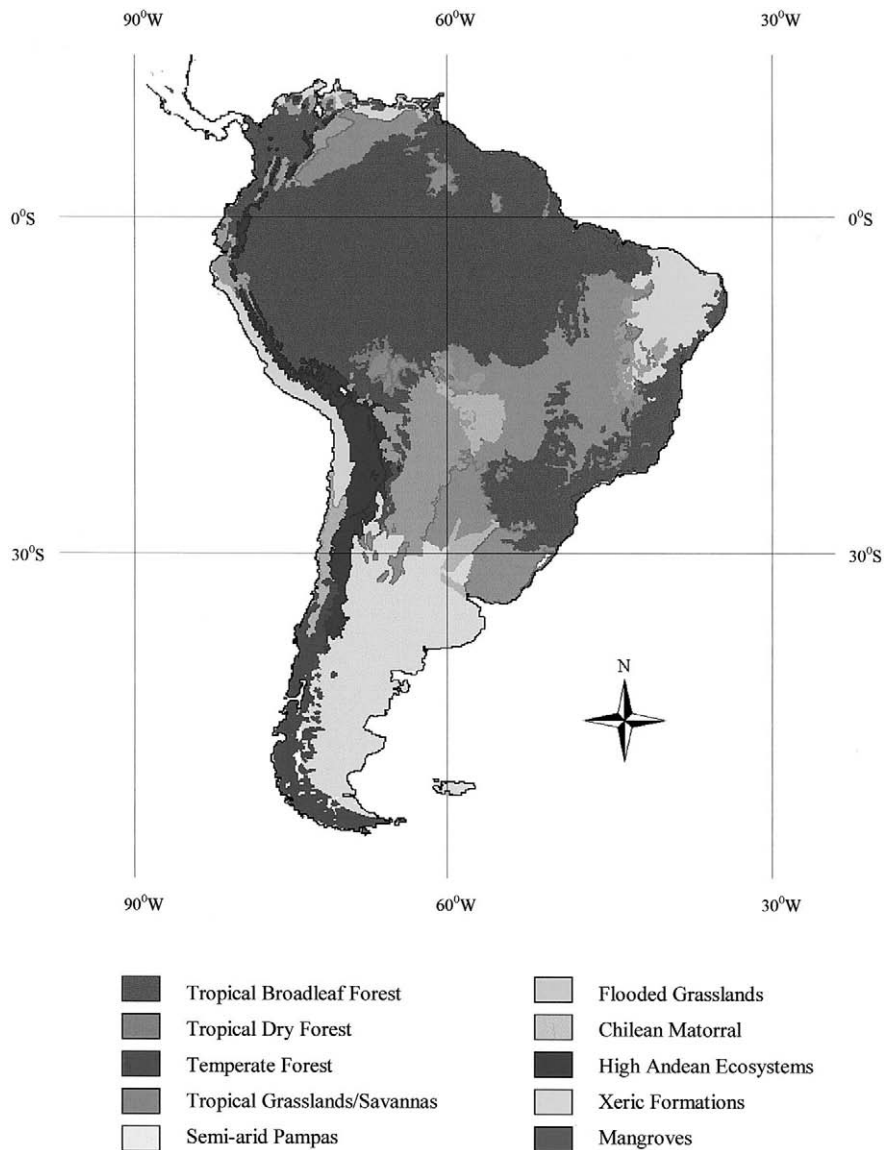 90⁰W 60⁰W 30⁰W
0⁰S 0⁰S
30⁰S 30⁰S
N
90⁰W 60⁰W 30⁰W
Tropical Broadleaf Forest Flooded Grasslands
Tropical Dry Forest Chilean Matorral
Temperate Forest High Andean Ecosystems
Tropical Grasslands/Savannas Xeric Formations
Semi-arid Pampas Mangroves